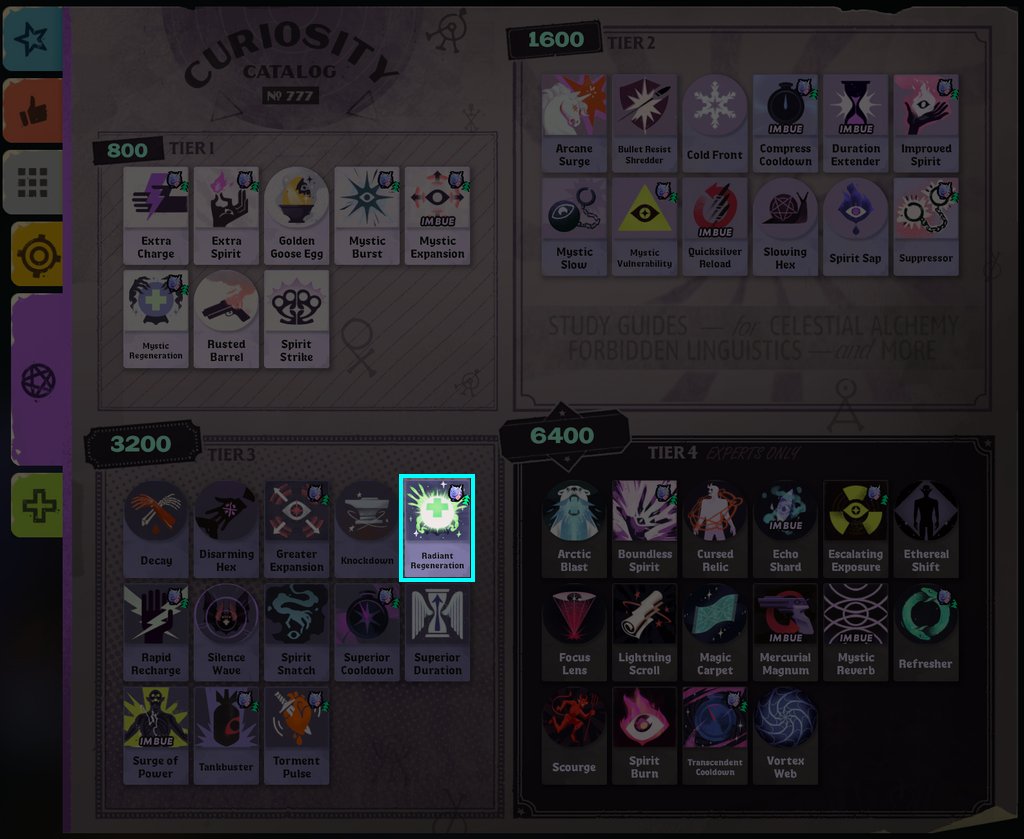 CURIOSITY
CATALOG
Nº 777
800 TIER 1
Extra Charge
Extra Spirit
Golden Goose Egg
Mystic Burst
IMBUE
Mystic Expansion
Mystic Regeneration
Rusted Barrel
Spirit Strike
1600 TIER 2
Arcane Surge
Bullet Resist Shredder
Cold Front
IMBUE
Compress Cooldown
IMBUE
Duration Extender
Improved Spirit
Mystic Slow
Mystic Vulnerability
IMBUE
Quicksilver Reload
Slowing Hex
Spirit Sap
Suppressor
STUDY GUIDES — for CELESTIAL ALCHEMY
FORBIDDEN LINGUISTICS — and MORE
3200 TIER 3
Decay
Disarming Hex
Greater Expansion
Knockdown
Radiant Regeneration
Rapid Recharge
Silence Wave
Spirit Snatch
Superior Cooldown
Superior Duration
IMBUE
Surge of Power
Tankbuster
Torment Pulse
6400 TIER 4 EXPERTS ONLY
Arctic Blast
Boundless Spirit
Cursed Relic
IMBUE
Echo Shard
Escalating Exposure
Ethereal Shift
Focus Lens
Lightning Scroll
Magic Carpet
IMBUE
Mercurial Magnum
IMBUE
Mystic Reverb
Refresher
Scourge
Spirit Burn
Transcendent Cooldown
Vortex Web